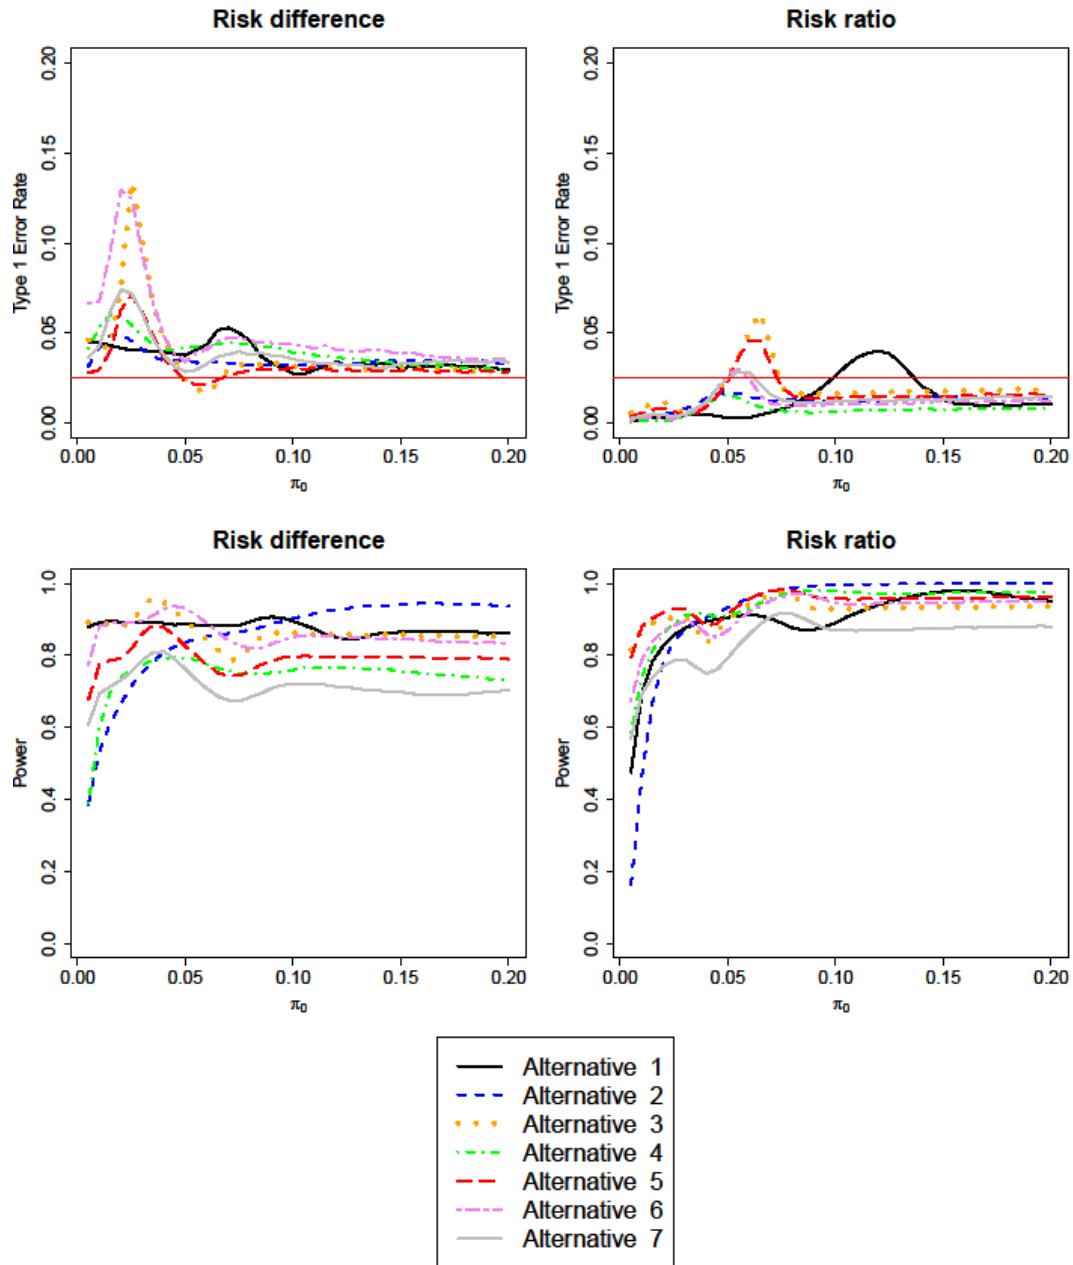 Risk difference
Risk ratio
Type 1 Error Rate
0.00 0.05 0.10 0.15 0.20
0.00 0.05 0.10 0.15 0.20
π0
Type 1 Error Rate
0.00 0.05 0.10 0.15 0.20
0.00 0.05 0.10 0.15 0.20
π0
Risk difference
Risk ratio
Power
0.0 0.2 0.4 0.6 0.8 1.0
0.00 0.05 0.10 0.15 0.20
π0
Power
0.0 0.2 0.4 0.6 0.8 1.0
0.00 0.05 0.10 0.15 0.20
π0
Alternative 1
Alternative 2
Alternative 3
Alternative 4
Alternative 5
Alternative 6
Alternative 7